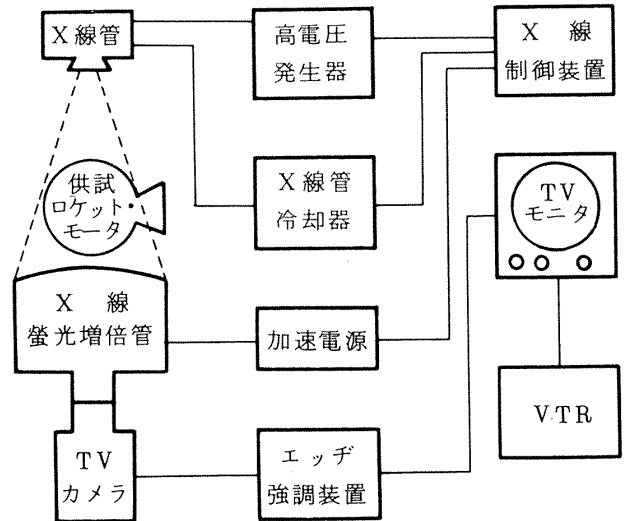 X線管
高電圧
発生器
X 線
制御装置
供試
ロケット
モータ
X線管
冷却器
TV
モニタ
X 線
螢光増倍管
加速電源
VTR
TV
カメラ
エッヂ
強調装置